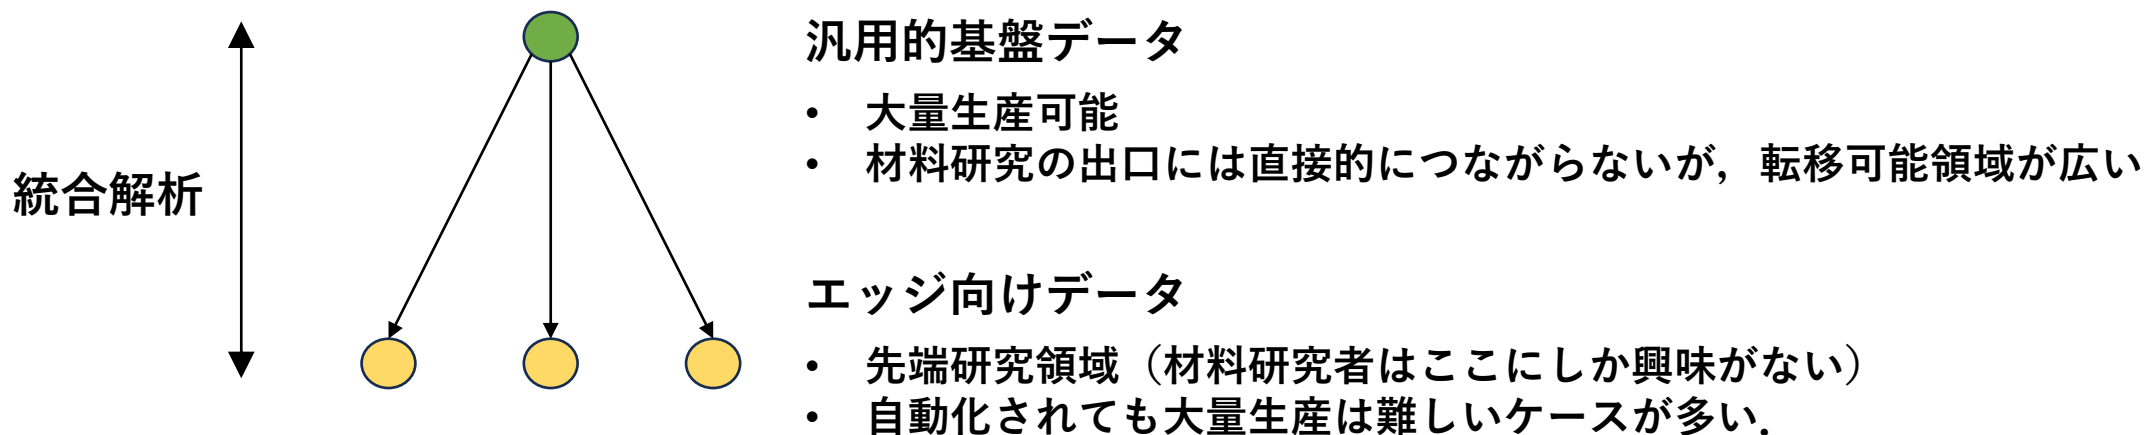 汎用的基盤データ
• 大量生産可能
• 材料研究の出口には直接的につながらないが，転移可能領域が広い
統合解析
エッジ向けデータ
• 先端研究領域（材料研究者はここにしか興味がない）
• 自動化されても大量生産は難しいケースが多い．